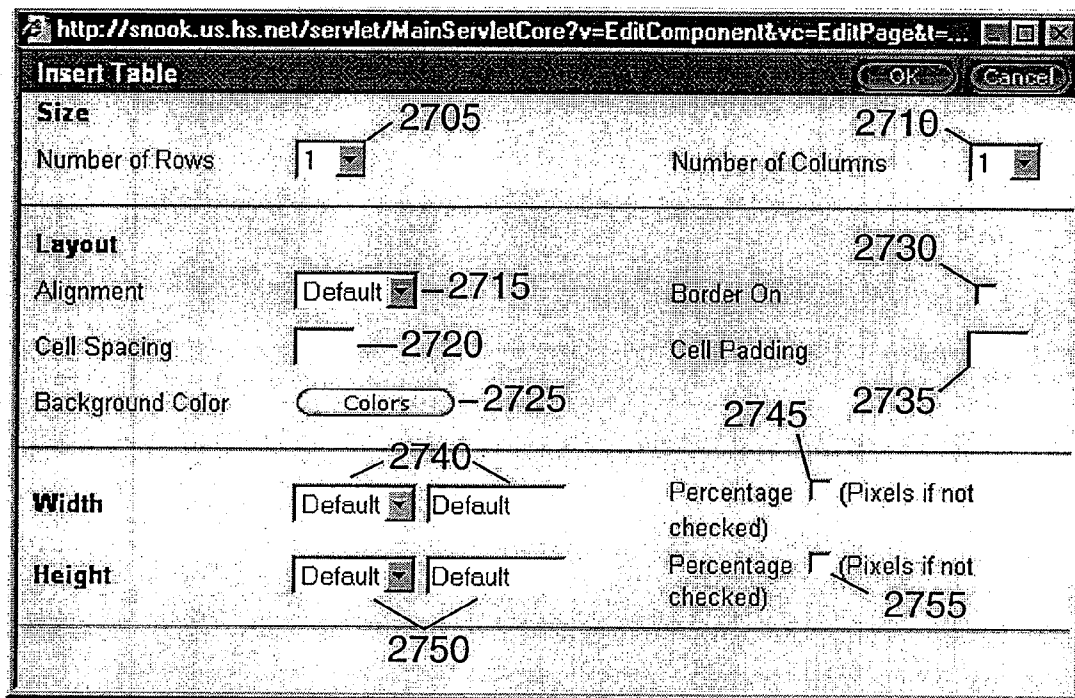 http://snook.us.hs.net/servlet/MainServletCore?v=EditComponent&vc=EditPage&t=...
Insert Table OK Cancel
Size 2705 2710
Number of Rows 1 Number of Columns 1
Layout 2730
Alignment Default 2715 Border On
Cell Spacing 2720 Cell Padding
Background Color Colors 2725 2745 2735
2740
Width Default Default Percentage (Pixels if not
checked)
Height Default Default Percentage (Pixels if not
checked) 2755
2750